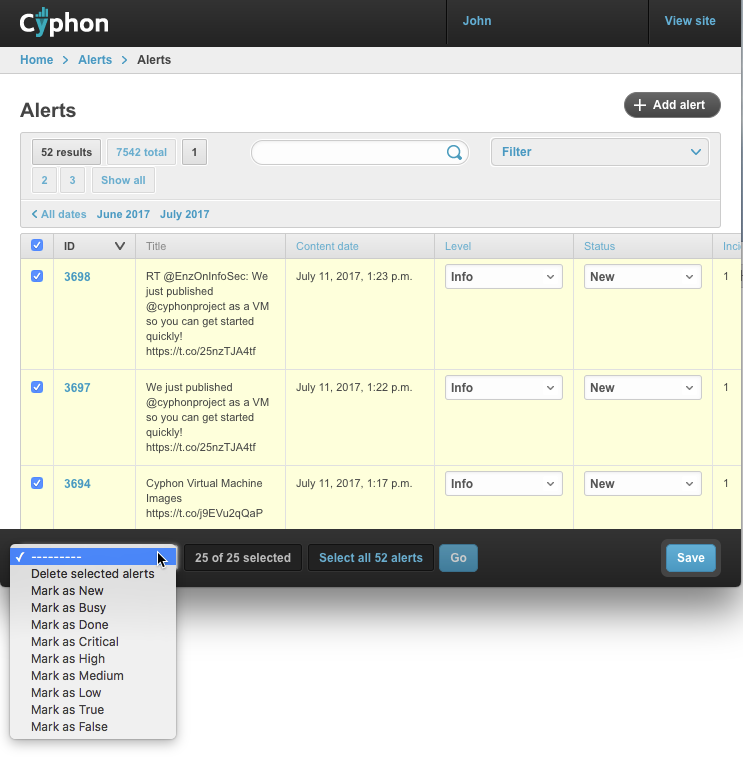 Cyphon
John
View site
Home > Alerts > Alerts
Alerts
+ Add alert
52 results
7542 total
1
Filter
2
3
Show all
< All dates
June 2017
July 2017
ID
Title
Content date
Level
Status
Inci
3698
RT @EnzOnInfoSec: We
just published
@cyphonproject as a VM
so you can get started
quickly!
https://t.co/25nzTJA4tf
July 11, 2017, 1:23 p.m.
Info
New
1
3697
We just published
@cyphonproject as a VM
so you can get started
quickly!
https://t.co/25nzTJA4tf
July 11, 2017, 1:22 p.m.
Info
New
1
3694
Cyphon Virtual Machine
Images
https://t.co/j9EVu2qQaP
July 11, 2017, 1:17 p.m.
Info
New
1
✓ ---------
25 of 25 selected
Select all 52 alerts
Go
Save
Delete selected alerts
Mark as New
Mark as Busy
Mark as Done
Mark as Critical
Mark as High
Mark as Medium
Mark as Low
Mark as True
Mark as False